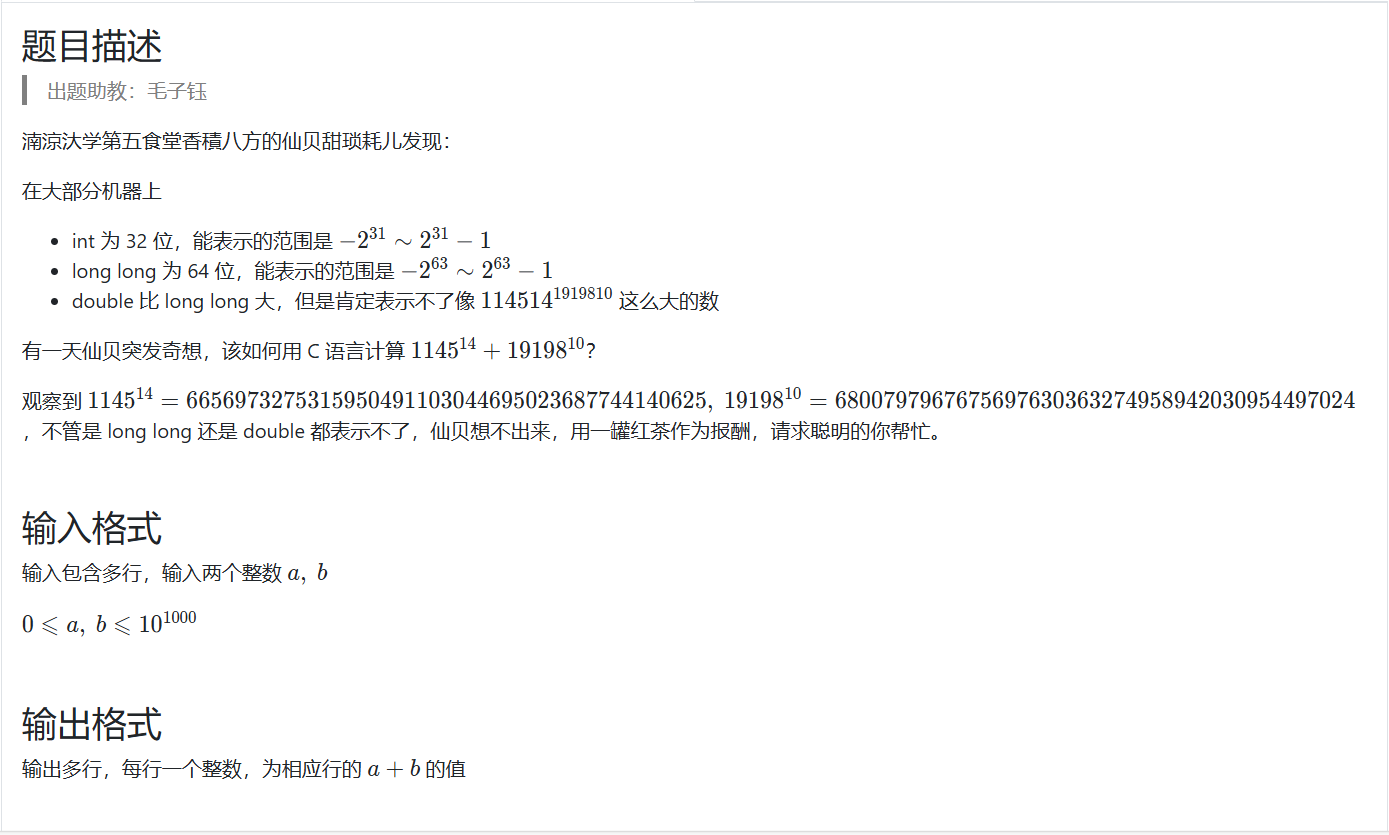 题目描述
出题助教：毛子钰
湳涼汏学第五食堂香積八方的仙贝甜琐耗儿发现：
在大部分机器上
• int 为 32 位，能表示的范围是 −2^31 ∼ 2^31 − 1
• long long 为 64 位，能表示的范围是 −2^63 ∼ 2^63 − 1
• double 比 long long 大，但是肯定表示不了像 114514^1919810 这么大的数
有一天仙贝突发奇想，该如何用 C 语言计算 1145^14 + 19198^10？
观察到 1145^14 = 6656973275315950491103044695023687744140625, 19198^10 = 6800797967675697630363274958942030954497024
，不管是 long long 还是 double 都表示不了，仙贝想不出来，用一罐红茶作为报酬，请求聪明的你帮忙。
输入格式
输入包含多行，输入两个整数 a, b
0 ⩽ a, b ⩽ 10^1000
输出格式
输出多行，每行一个整数，为相应行的 a + b 的值